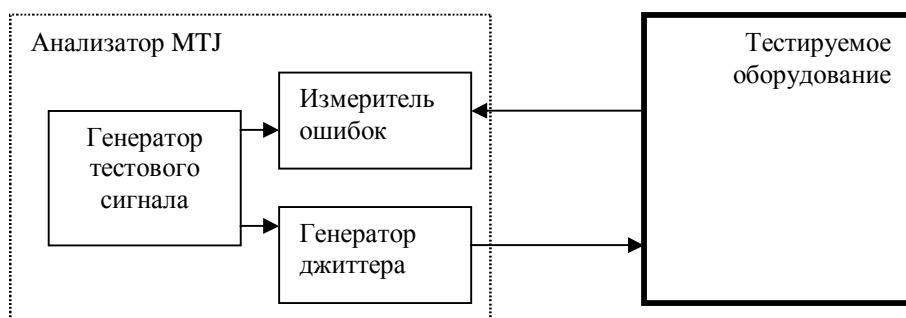 Анализатор MTJ
Тестируемое
оборудование
Измеритель
ошибок
Генератор
тестового
сигнала
Генератор
джиттера